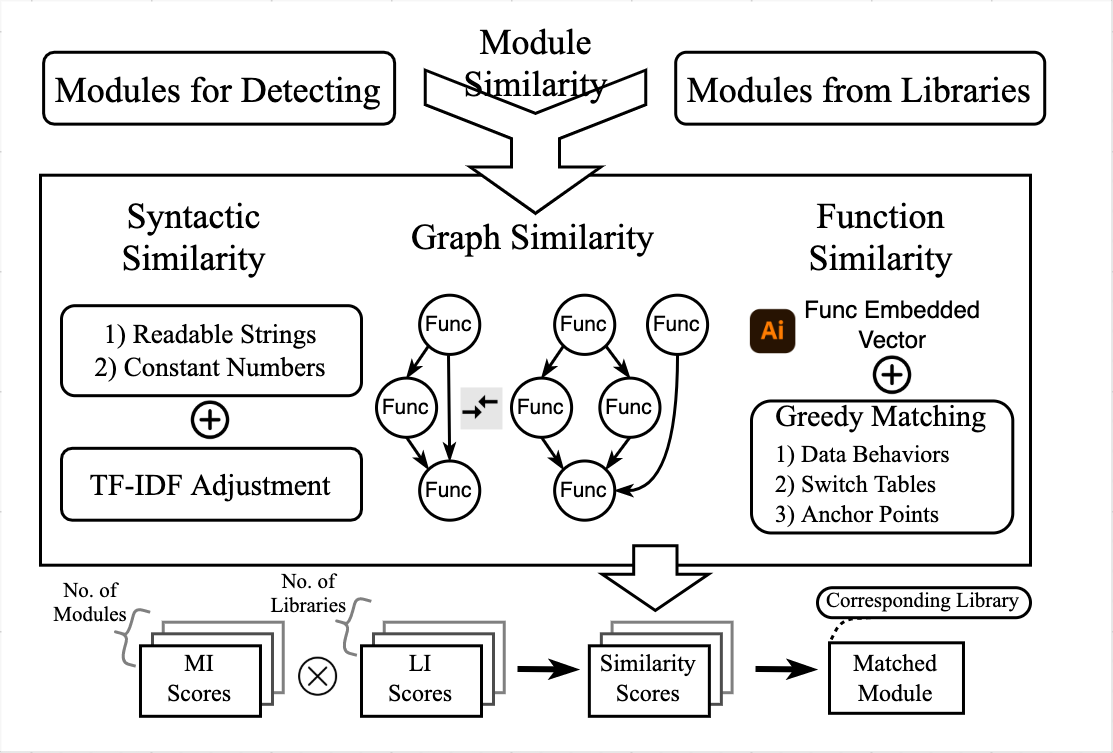 Module
Similarity
Modules for Detecting
Modules from Libraries
Syntactic
Similarity
1) Readable Strings
2) Constant Numbers
TF-IDF Adjustment
Graph Similarity
Func
Func
Func
Func
Func
Func
Func
Func
Function
Similarity
Ai
Func Embedded
Vector
Greedy Matching
1) Data Behaviors
2) Switch Tables
3) Anchor Points
No. of
Modules
MI
Scores
No. of
Libraries
LI
Scores
Similarity
Scores
Corresponding Library
Matched
Module